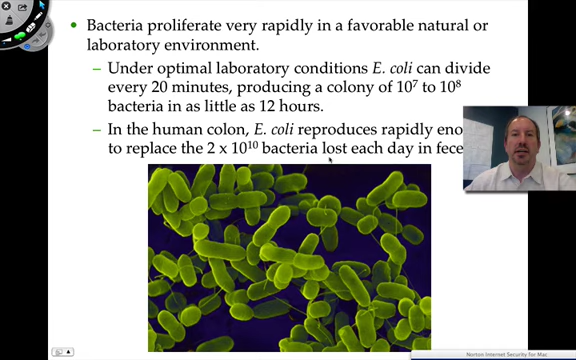 • Bacteria proliferate very rapidly in a favorable natural or
laboratory environment.
– Under optimal laboratory conditions E. coli can divide
every 20 minutes, producing a colony of 10⁷ to 10⁸
bacteria in as little as 12 hours.
– In the human colon, E. coli reproduces rapidly eno
to replace the 2 x 10¹⁰ bacteria lost each day in fece
Norton Internet Security for Mac